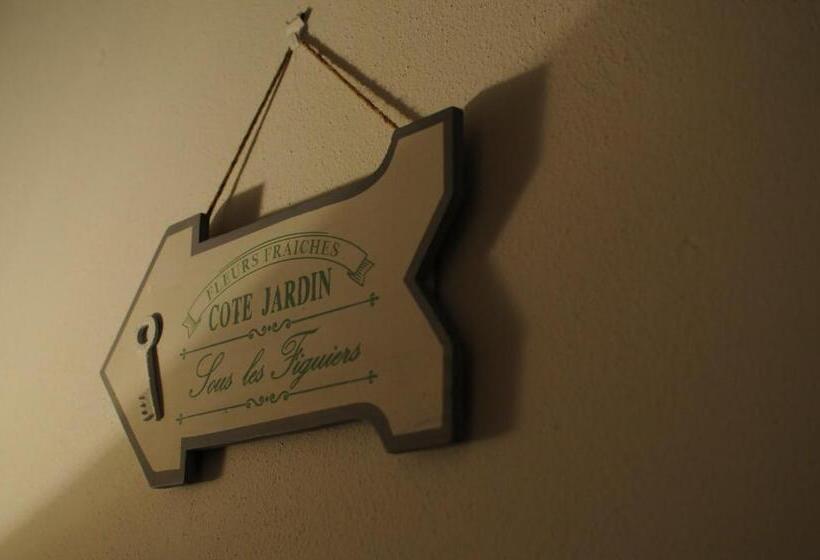 FLEURS FRAICHES
COTE JARDIN
Sous les Figuiers